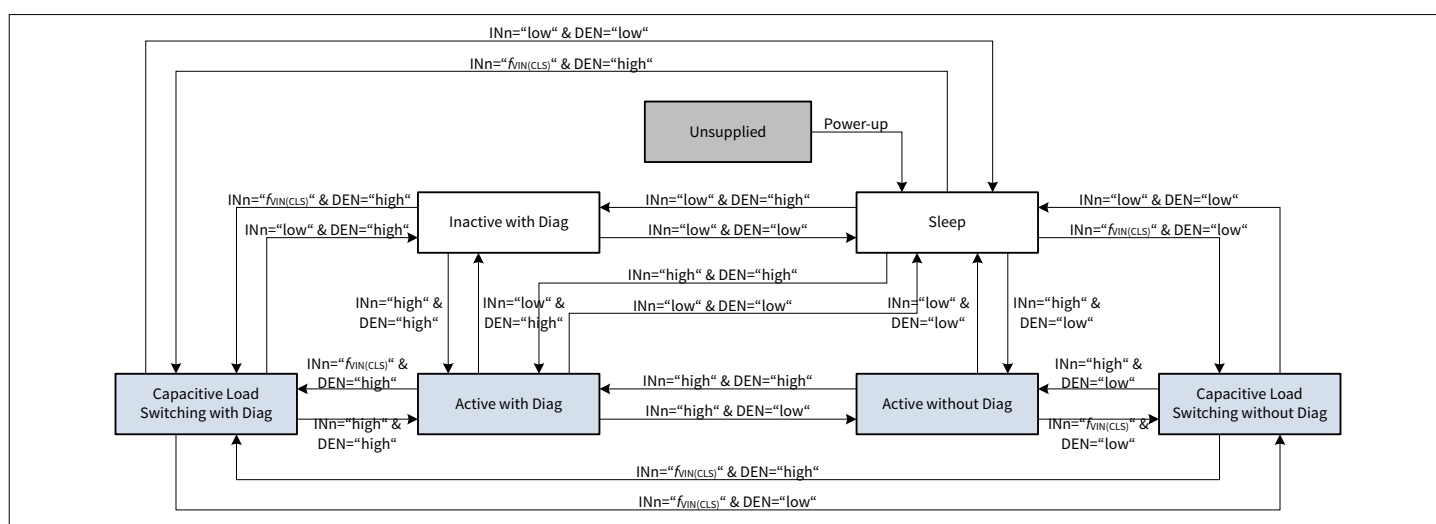 INn="low“ & DEN="low“
INn="fVIN(CLS)“ & DEN="high“
Unsupplied
Power-up
INn="fVIN(CLS)“ & DEN="high“
INn="low“ & DEN="high“
INn="low“ & DEN="low“
Inactive with Diag
Sleep
INn="low“ & DEN="high“
INn="low“ & DEN="low“
INn="fVIN(CLS)“ & DEN="low“
INn="high“ & DEN="high“
INn="high“ &
DEN="high“
INn="low“ &
DEN="high“
INn="low“ & DEN="low“
INn="low“ &
DEN="low“
INn="high“ &
DEN="low“
INn="fVIN(CLS)“ &
DEN="high“
INn="high“ &
DEN="low“
INn="high“ & DEN="high“
Capacitive Load
Switching with Diag
Active with Diag
Active without Diag
Capacitive Load
Switching without Diag
INn="high“ & DEN="low“
INn="high“ &
DEN="high“
INn="fVIN(CLS)“ &
DEN="low“
INn="fVIN(CLS)“ & DEN="high“
INn="fVIN(CLS)“ & DEN="low“